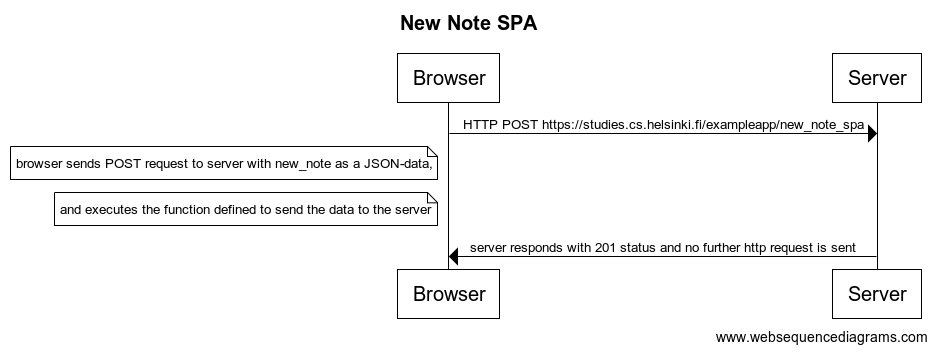 New Note SPA
Browser
Server
HTTP POST https://studies.cs.helsinki.fi/exampleapp/new_note_spa
browser sends POST request to server with new_note as a JSON-data,
and executes the function defined to send the data to the server
server responds with 201 status and no further http request is sent
Browser
Server
www.websequencediagrams.com